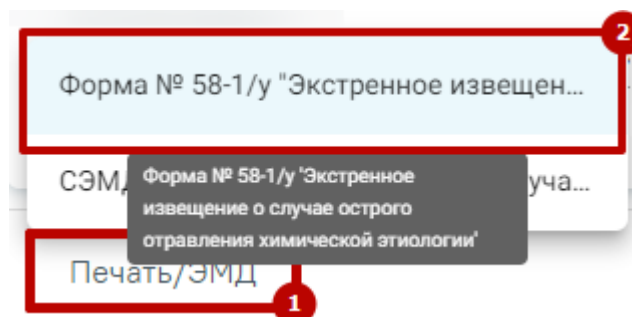 2
Форма № 58-1/у "Экстренное извещен...
СЭМД
уча...
Форма № 58-1/у 'Экстренное
извещение о случае острого
отравления химической этиологии'
Печать/ЭМД
1